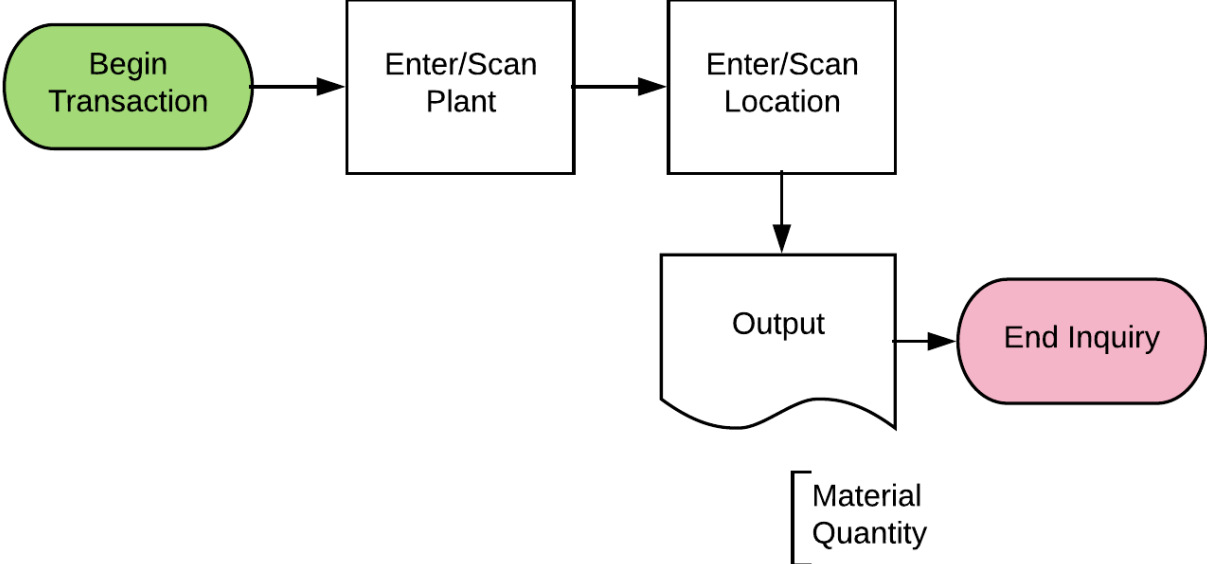 Begin
Transaction
Enter/Scan
Plant
Enter/Scan
Location
Output
End Inquiry
Material
Quantity